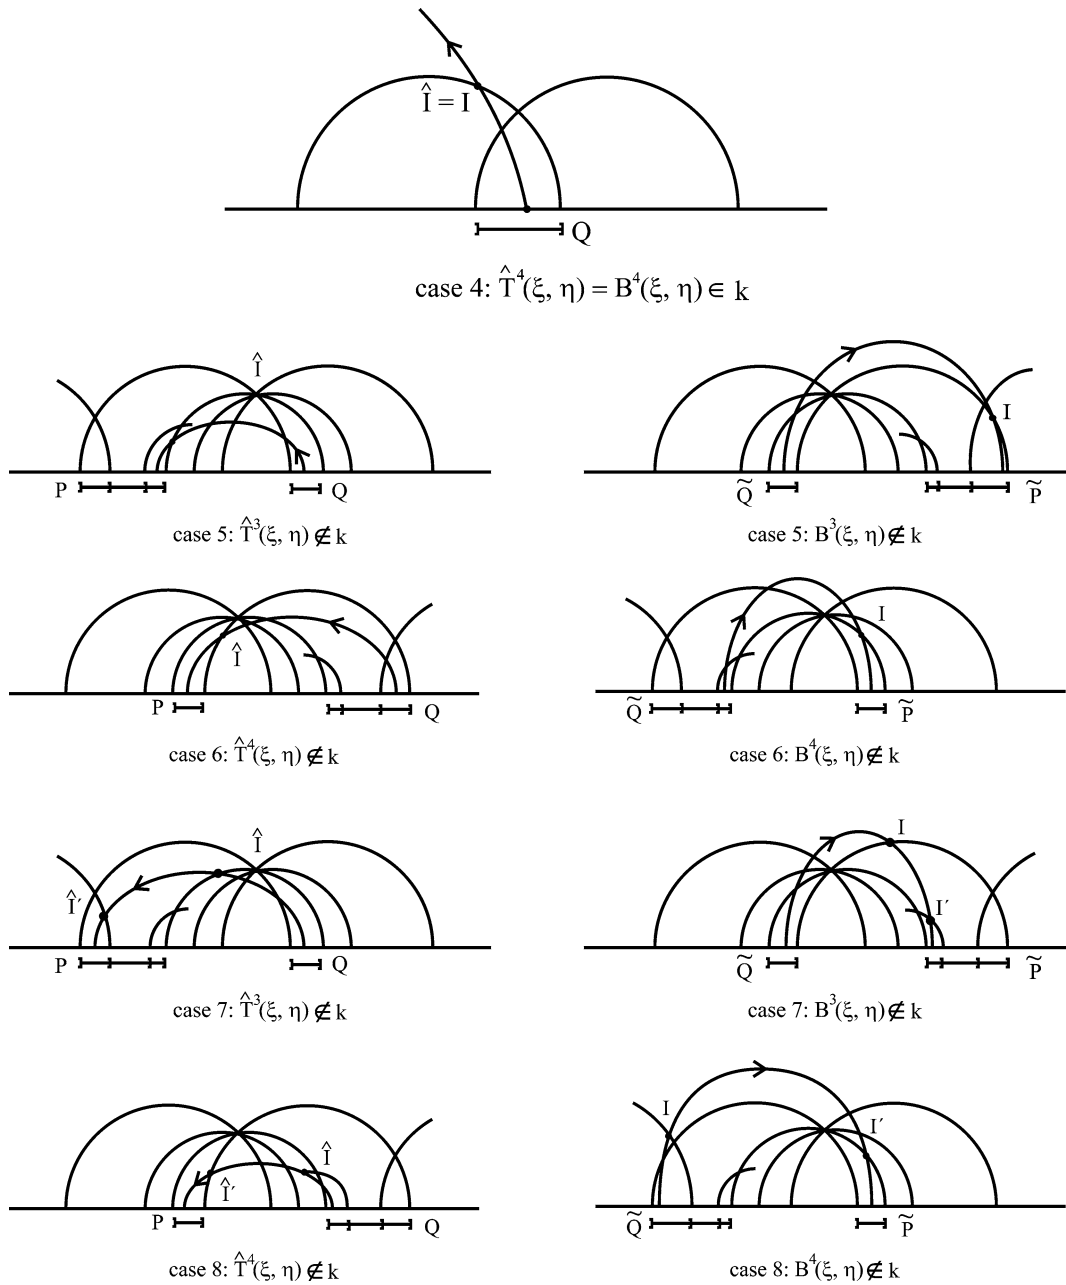 Î = I
Q
case 4: T̂⁴(ξ, η) = B⁴(ξ, η) ∈ k
Î
I
P Q
Q̃ P̃
case 5: T̂³(ξ, η) ∉ k
case 5: B³(ξ, η) ∉ k
Î
I
P Q
Q̃ P̃
case 6: T̂⁴(ξ, η) ∉ k
case 6: B⁴(ξ, η) ∉ k
Î
I
Î′
I′
P Q
Q̃ P̃
case 7: T̂³(ξ, η) ∉ k
case 7: B³(ξ, η) ∉ k
Î
Î′
I
I′
P Q
Q̃ P̃
case 8: T̂⁴(ξ, η) ∉ k
case 8: B⁴(ξ, η) ∉ k